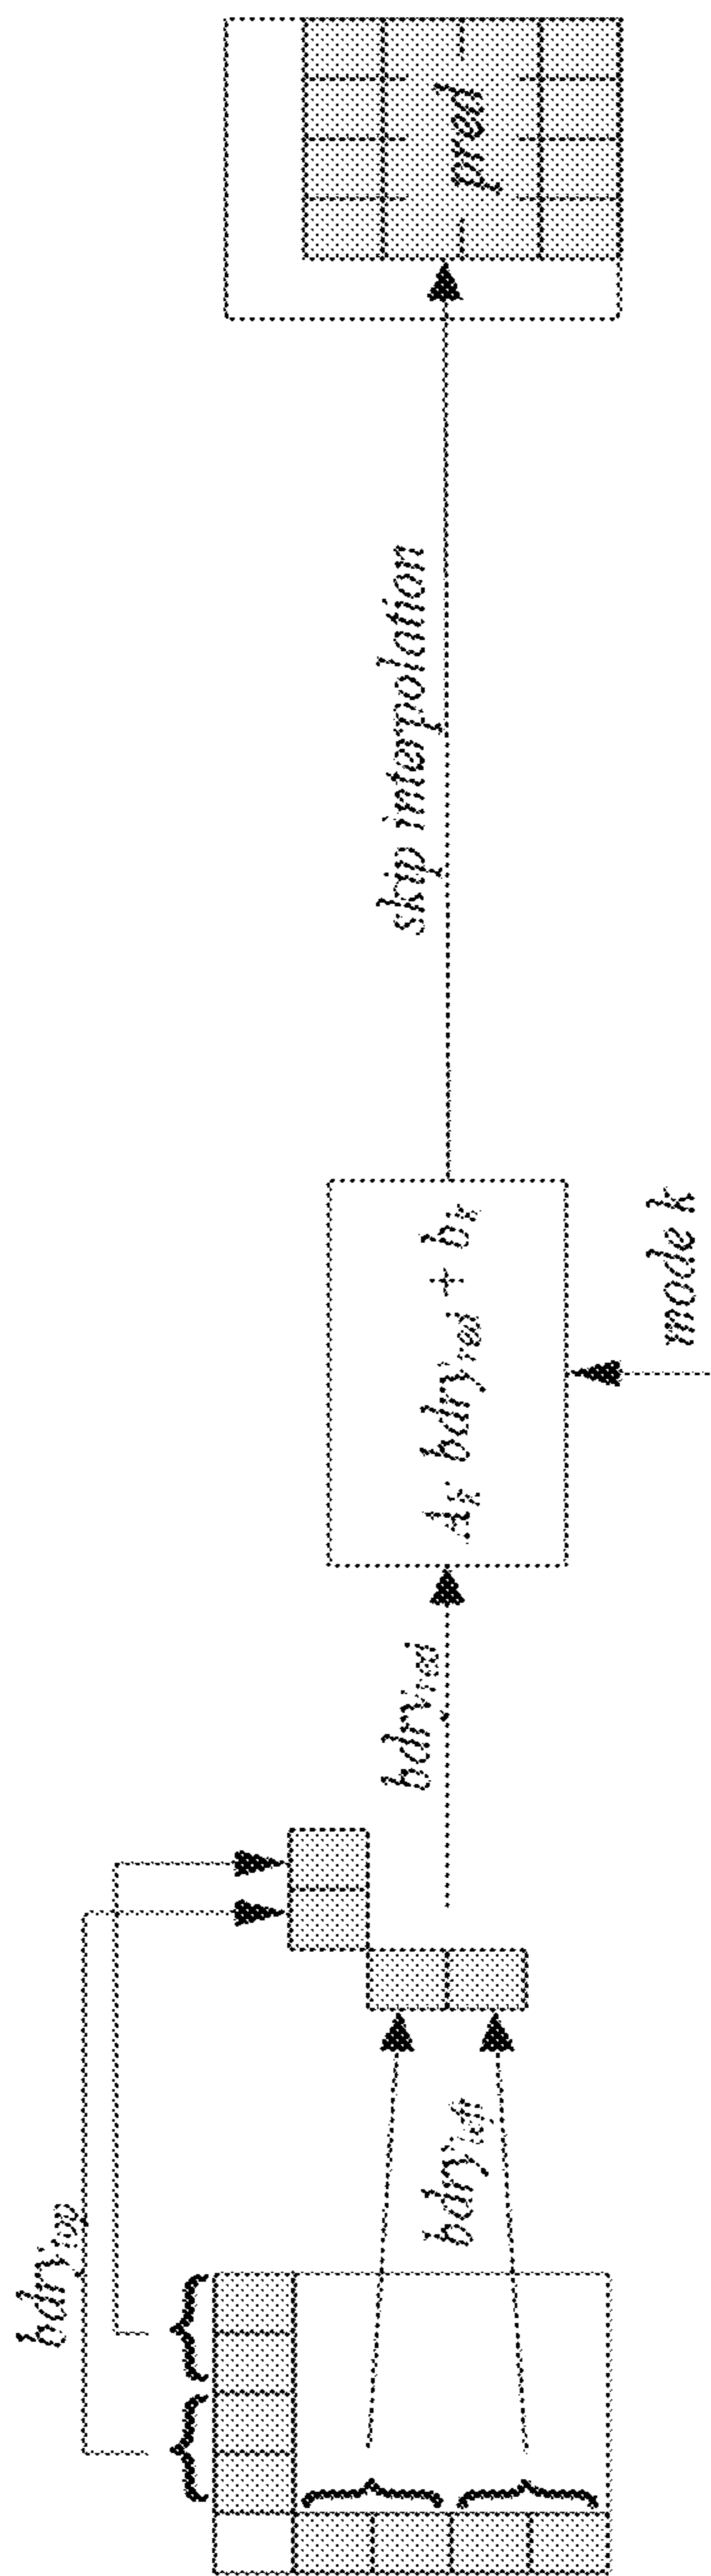 bdry_top
bdry_left
bdry_red
A_k · bdry_red + b_k
mode k
skip interpolation
pred